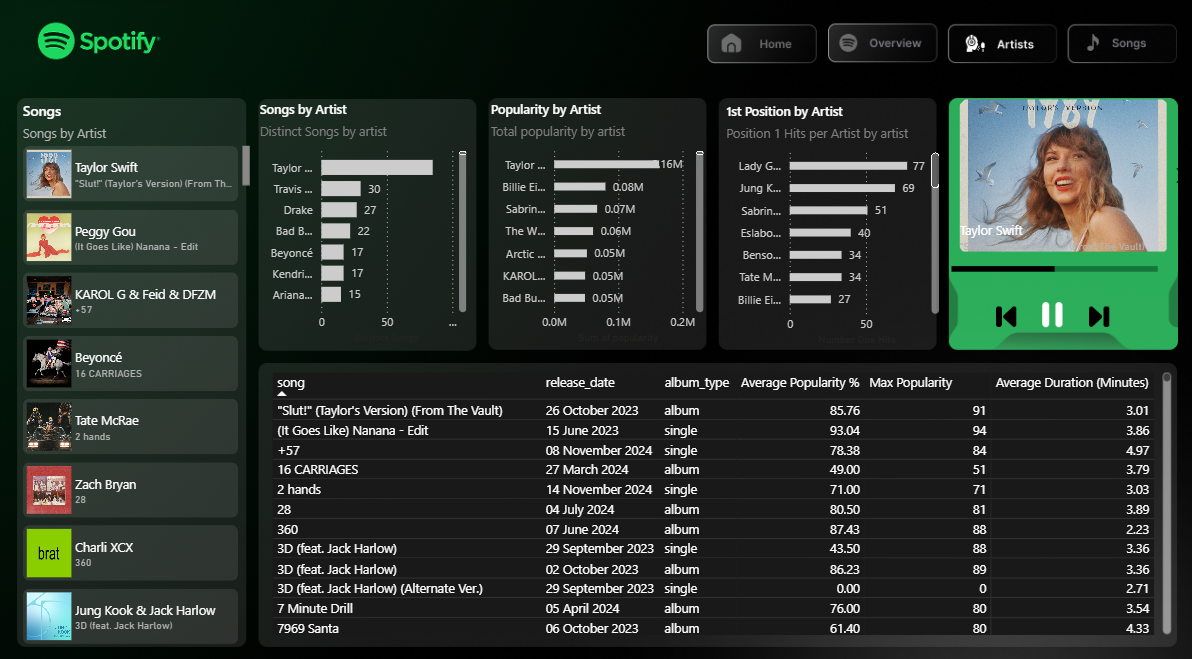 Spotify
Home
Overview
Artists
Songs
Songs
Songs by Artist
Taylor Swift
"Slut!" (Taylor's Version) (From T...
Peggy Gou
(It Goes Like) Nanana - Edit
KAROL G & Feid & DFZM
+57
Beyoncé
16 CARRIAGES
Tate McRae
2 hands
Zach Bryan
28
brat
Charli XCX
360
Jung Kook & Jack Harlow
3D (feat. Jack Harlow)
Songs by Artist
Distinct Songs by artist
Taylor ...
Travis ...
30
Drake
27
Bad B...
22
Beyoncé
17
Kendri...
17
Ariana...
15
0
50
...
Popularity by Artist
Total popularity by artist
Taylor ...
0.16M
Billie Ei...
0.08M
Sabrin...
0.07M
The W...
0.06M
Arctic ...
0.05M
KAROL...
0.05M
Bad Bu...
0.05M
0.0M
0.1M
0.2M
Sum of popularity
1st Position by Artist
Position 1 Hits per Artist by artist
Lady G...
77
Jung K...
69
Sabrin...
51
Eslabo...
40
Benso...
34
Tate M...
34
Billie Ei...
27
0
50
Number One Hits
TAYLOR'S VERSION
1989
Taylor Swift
song release_date album_type Average Popularity % Max Popularity Average Duration (Minutes)
"Slut!" (Taylor's Version) (From The Vault) 26 October 2023 album 85.76 91 3.01
(It Goes Like) Nanana - Edit 15 June 2023 single 93.04 94 3.86
+57 08 November 2024 single 78.38 84 4.97
16 CARRIAGES 27 March 2024 album 49.00 51 3.79
2 hands 14 November 2024 single 71.00 71 3.03
28 04 July 2024 album 80.50 81 3.89
360 07 June 2024 album 87.43 88 2.23
3D (feat. Jack Harlow) 29 September 2023 single 43.50 88 3.36
3D (feat. Jack Harlow) 02 October 2023 album 86.23 89 3.36
3D (feat. Jack Harlow) (Alternate Ver.) 29 September 2023 single 0.00 0 2.71
7 Minute Drill 05 April 2024 album 76.00 80 3.54
7969 Santa 06 October 2023 album 61.40 80 4.33